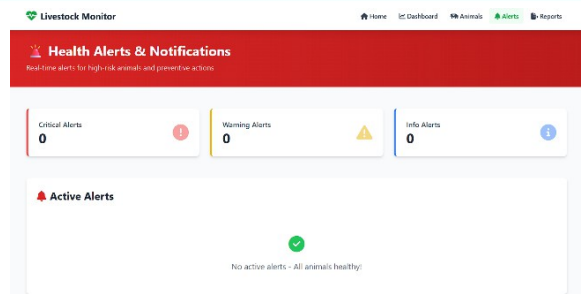 Livestock Monitor
Home Dashboard Animals Alerts Reports
Health Alerts & Notifications
Real-time alerts for high-risk animals and preventive actions
Critical Alerts
0
Warning Alerts
0
Info Alerts
0
Active Alerts
No active alerts - All animals healthy!